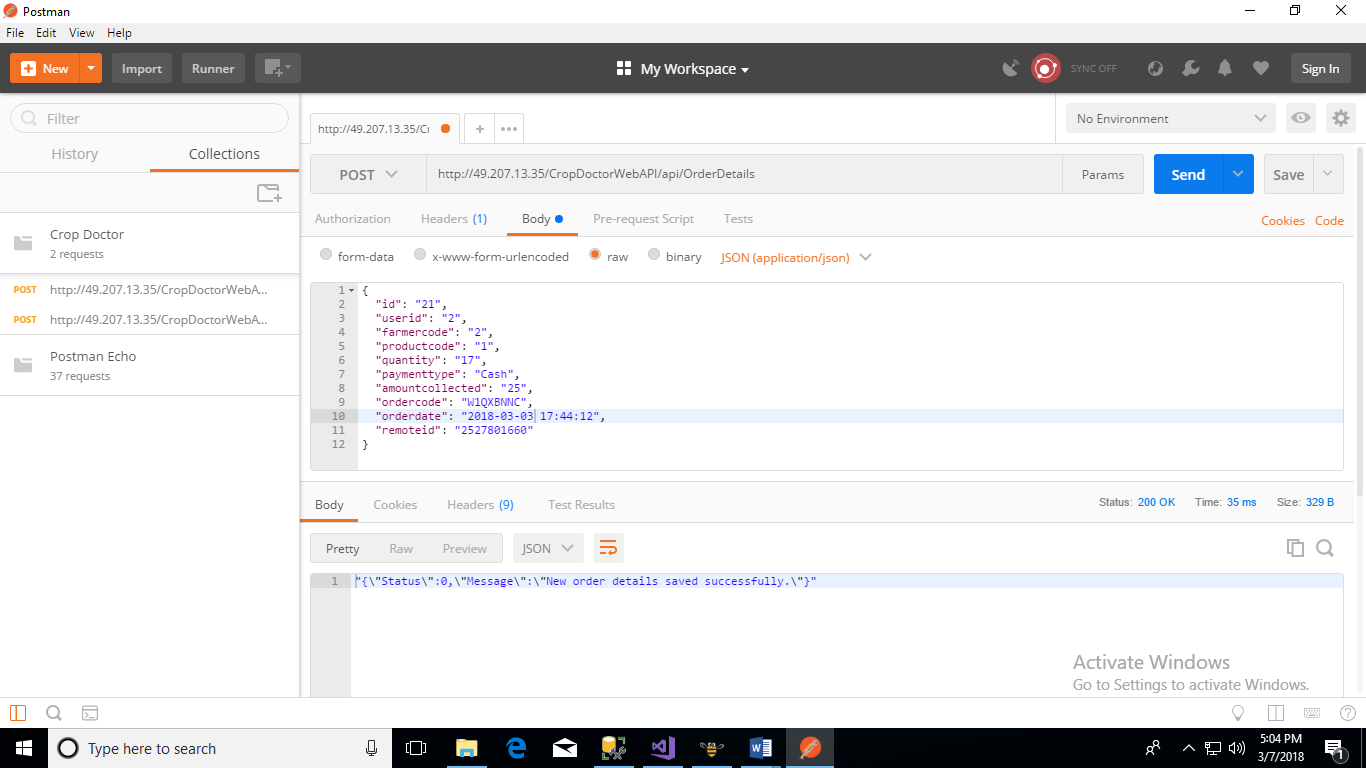 Postman
File Edit View Help
New Import Runner My Workspace SYNC OFF Sign In
Filter
History Collections
Crop Doctor
2 requests
POST http://49.207.13.35/CropDoctorWebA...
POST http://49.207.13.35/CropDoctorWebA...
Postman Echo
37 requests
http://49.207.13.35/Cr + ••• No Environment
POST http://49.207.13.35/CropDoctorWebAPI/api/OrderDetails Params Send Save
Authorization Headers (1) Body Pre-request Script Tests Cookies Code
form-data x-www-form-urlencoded raw binary JSON (application/json)
1 {
2 "id": "21",
3 "userid": "2",
4 "farmercode": "2",
5 "productcode": "1",
6 "quantity": "17",
7 "paymenttype": "Cash",
8 "amountcollected": "25",
9 "ordercode": "W1QXBNNC",
10 "orderdate": "2018-03-03 17:44:12",
11 "remoteid": "2527801660"
12 }
Body Cookies Headers (9) Test Results Status: 200 OK Time: 35 ms Size: 329 B
Pretty Raw Preview JSON
1 "{\"Status\":0,\"Message\":\"New order details saved successfully.\"}"
Activate Windows
Go to Settings to activate Windows.
Type here to search
5:04 PM
3/7/2018
1